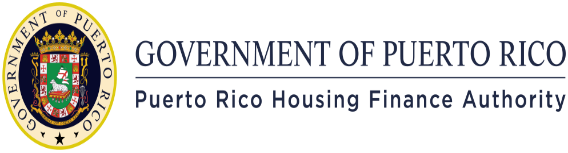 GOVERNMENT OF PUERTO RICO
GOVERNMENT OF PUERTO RICO
Puerto Rico Housing Finance Authority